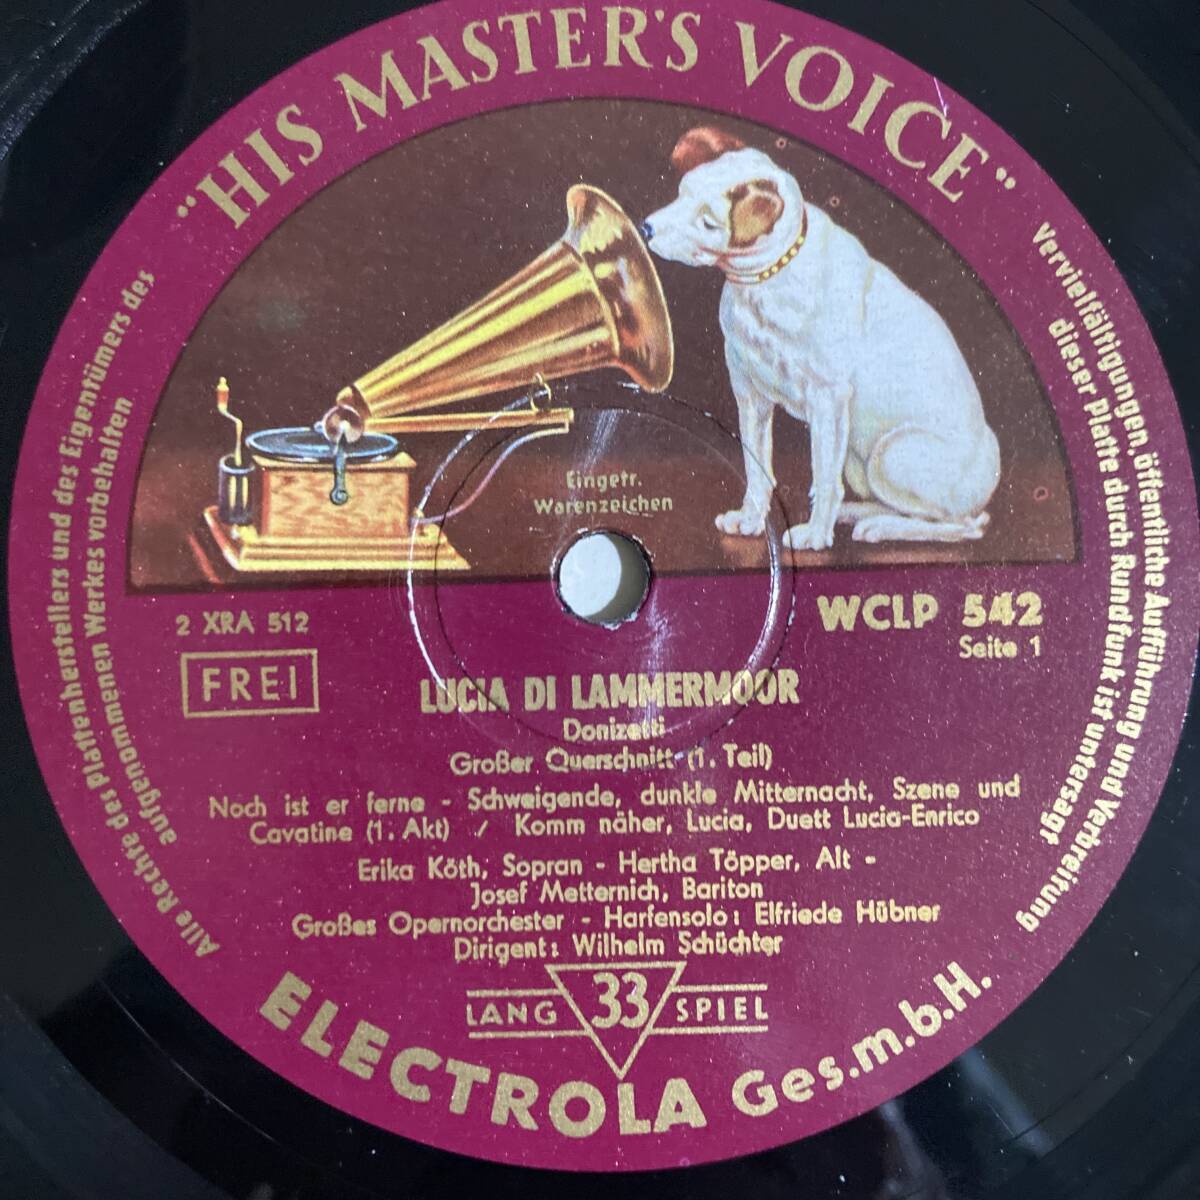 "HIS MASTER'S VOICE"
Eingetr.
Warenzeichen
2 XRA 512
FREI
WCLP 542
Seite 1
LUCIA DI LAMMERMOOR
Donizetti
Großer Querschnitt (1. Teil)
Noch ist er ferne - Schweigende, dunkle Mitternacht, Szene und
Cavatine (1. Akt) / Komm näher, Lucia, Duett Lucia-Enrico
Erika Köth, Sopran - Hertha Töpper, Alt -
Josef Metternich, Bariton
Großes Opernorchester - Harfensolo: Elfriede Hübner
Dirigent: Wilhelm Schüchter
LANG 33 SPIEL
ELECTROLA Ges.m.b.H.
Alle Rechte des Plattenherstellers und des Eigentümers des
aufgenommenen Werkes vorbehalten
Vervielfältigungen, öffentliche Aufführung und Verbreitung
dieser Platte durch Rundfunk ist untersagt